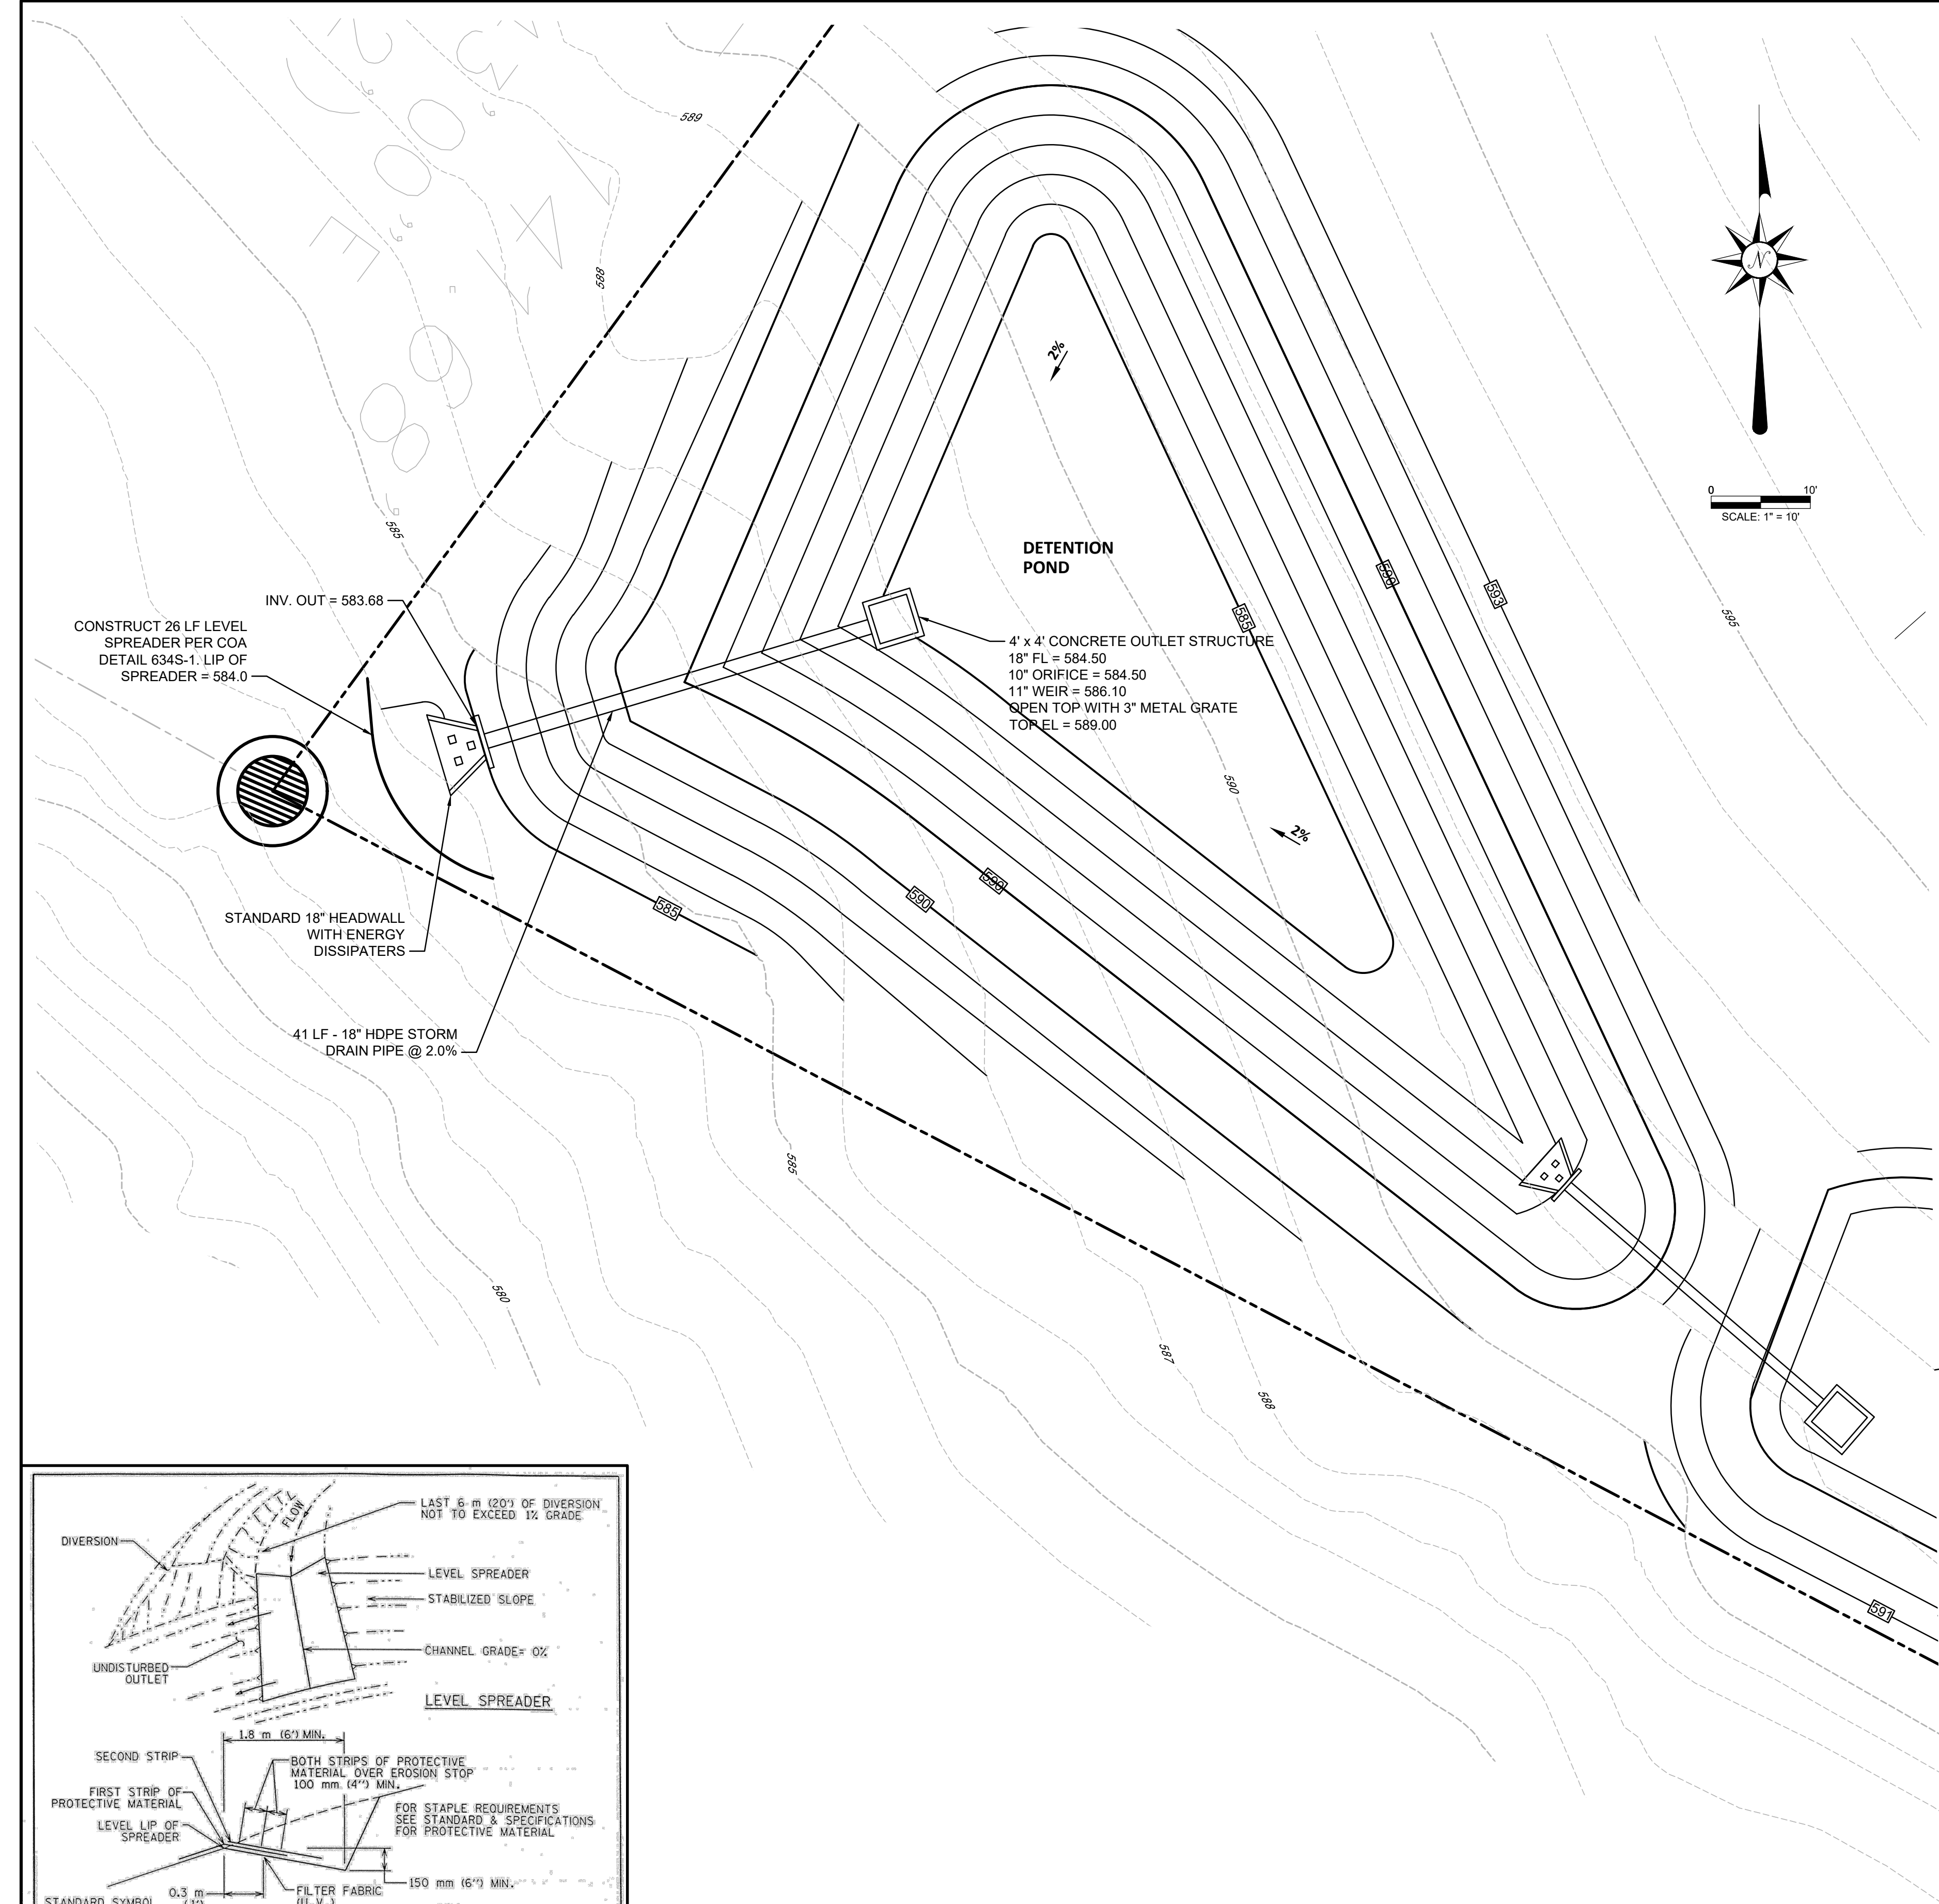 589
588
2%
0 10'
SCALE: 1" = 10'
585
DETENTION
POND
590
593
585
595
INV. OUT = 583.68
CONSTRUCT 26 LF LEVEL
SPREADER PER COA
DETAIL 634S-1. LIP OF
SPREADER = 584.0
4' x 4' CONCRETE OUTLET STRUCTURE
18" FL = 584.50
10" ORIFICE = 584.50
11" WEIR = 586.10
OPEN TOP WITH 3" METAL GRATE
TOP EL = 589.00
590
2%
590
590
585
STANDARD 18" HEADWALL
WITH ENERGY
DISSIPATERS
41 LF - 18" HDPE STORM
DRAIN PIPE @ 2.0%
585
580
587
588
591
N
FLOW
LAST 6 m (20') OF DIVERSION
NOT TO EXCEED 1% GRADE
DIVERSION
LEVEL SPREADER
STABILIZED SLOPE
CHANNEL GRADE= 0%
UNDISTURBED
OUTLET
LEVEL SPREADER
1.8 m (6') MIN.
SECOND STRIP
BOTH STRIPS OF PROTECTIVE
MATERIAL OVER EROSION STOP
100 mm (4'') MIN.
FIRST STRIP OF
PROTECTIVE MATERIAL
FOR STAPLE REQUIREMENTS
SEE STANDARD & SPECIFICATIONS
FOR PROTECTIVE MATERIAL
LEVEL LIP OF
SPREADER
150 mm (6'') MIN.
0.3 m
FILTER FABRIC
STANDARD SYMBOL